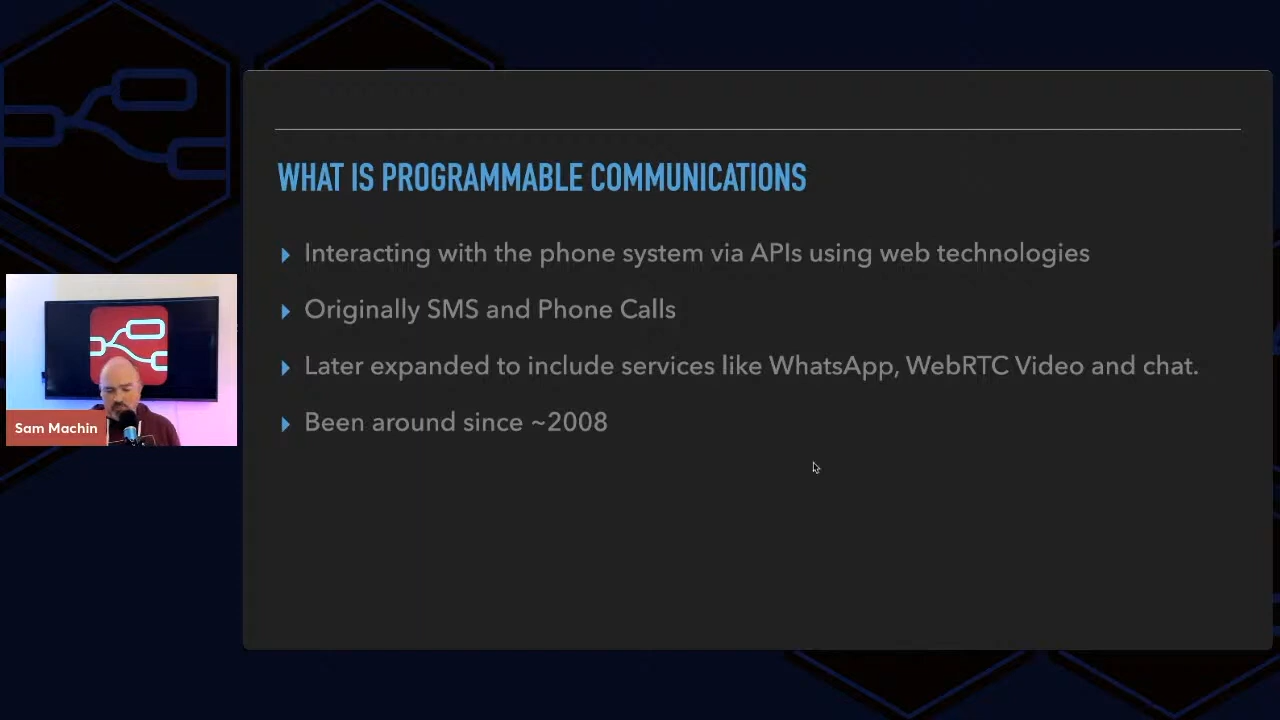 WHAT IS PROGRAMMABLE COMMUNICATIONS
Interacting with the phone system via APIs using web technologies
Originally SMS and Phone Calls
Later expanded to include services like WhatsApp, WebRTC Video and chat.
Been around since ~2008
Sam Machin